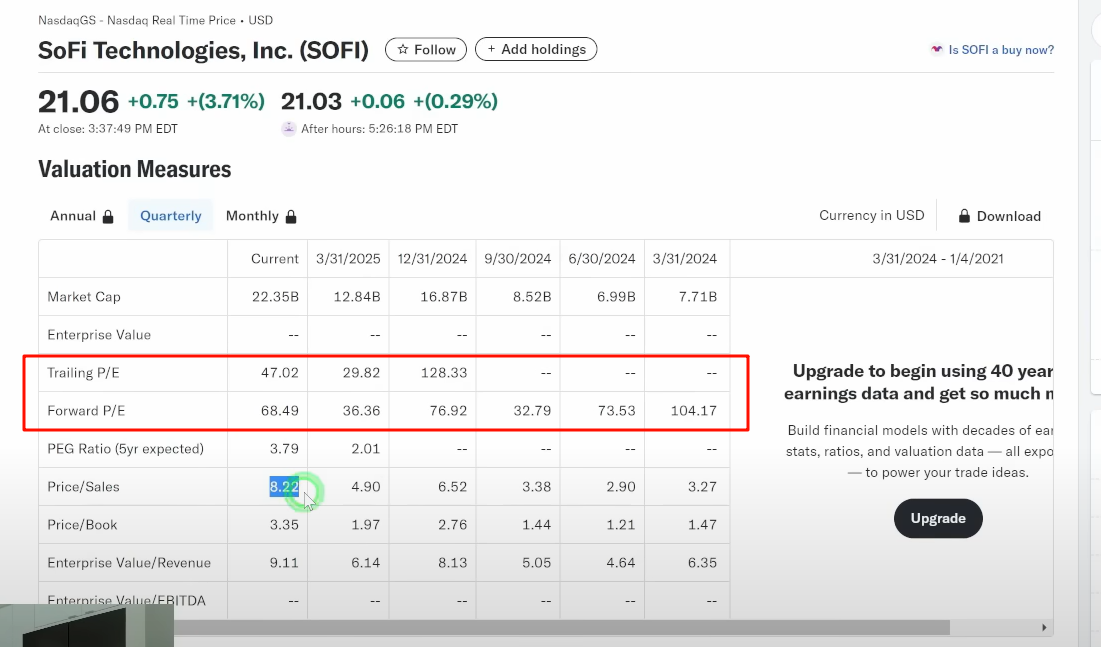 NasdaqGS - Nasdaq Real Time Price • USD
SoFi Technologies, Inc. (SOFI) ☆ Follow + Add holdings Is SOFI a buy now?
21.06 +0.75 +(3.71%) 21.03 +0.06 +(0.29%)
At close: 3:37:49 PM EDT After hours: 5:26:18 PM EDT
Valuation Measures
Annual Quarterly Monthly Currency in USD Download
Current 3/31/2025 12/31/2024 9/30/2024 6/30/2024 3/31/2024 3/31/2024 - 1/4/2021
Market Cap 22.35B 12.84B 16.87B 8.52B 6.99B 7.71B
Enterprise Value -- -- -- -- -- --
Trailing P/E 47.02 29.82 128.33 -- -- --
Forward P/E 68.49 36.36 76.92 32.79 73.53 104.17
PEG Ratio (5yr expected) 3.79 2.01 -- -- -- --
Price/Sales 8.22 4.90 6.52 3.38 2.90 3.27
Price/Book 3.35 1.97 2.76 1.44 1.21 1.47
Enterprise Value/Revenue 9.11 6.14 8.13 5.05 4.64 6.35
Enterprise Value/EBITDA -- -- -- -- -- --
Upgrade to begin using 40 year
earnings data and get so much
Build financial models with decades of ear
stats, ratios, and valuation data — all expo
— to power your trade ideas.
Upgrade